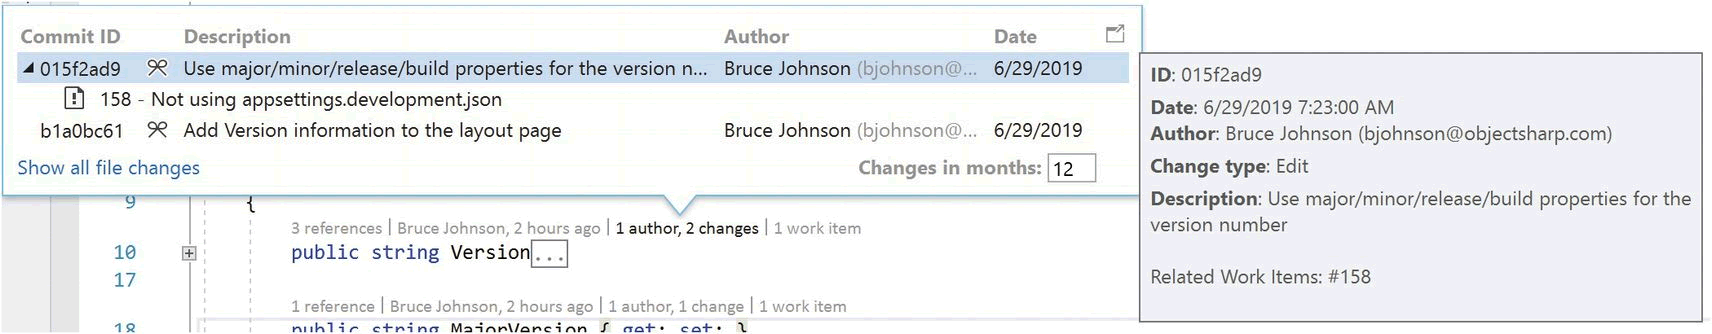 Commit ID Description Author Date
015f2ad9 Use major/minor/release/build properties for the version n... Bruce Johnson (bjohnson@... 6/29/2019
158 - Not using appsettings.development.json
b1a0bc61 Add Version information to the layout page Bruce Johnson (bjohnson@... 6/29/2019
Show all file changes Changes in months: 12
ID: 015f2ad9
Date: 6/29/2019 7:23:00 AM
Author: Bruce Johnson (bjohnson@objectsharp.com)
Change type: Edit
Description: Use major/minor/release/build properties for the
version number
Related Work Items: #158
9 {
3 references | Bruce Johnson, 2 hours ago | 1 author, 2 changes | 1 work item
10 public string Version...
17
1 reference | Bruce Johnson, 2 hours ago | 1 author, 1 change | 1 work item
18 public string MajorVersion { get; set; }